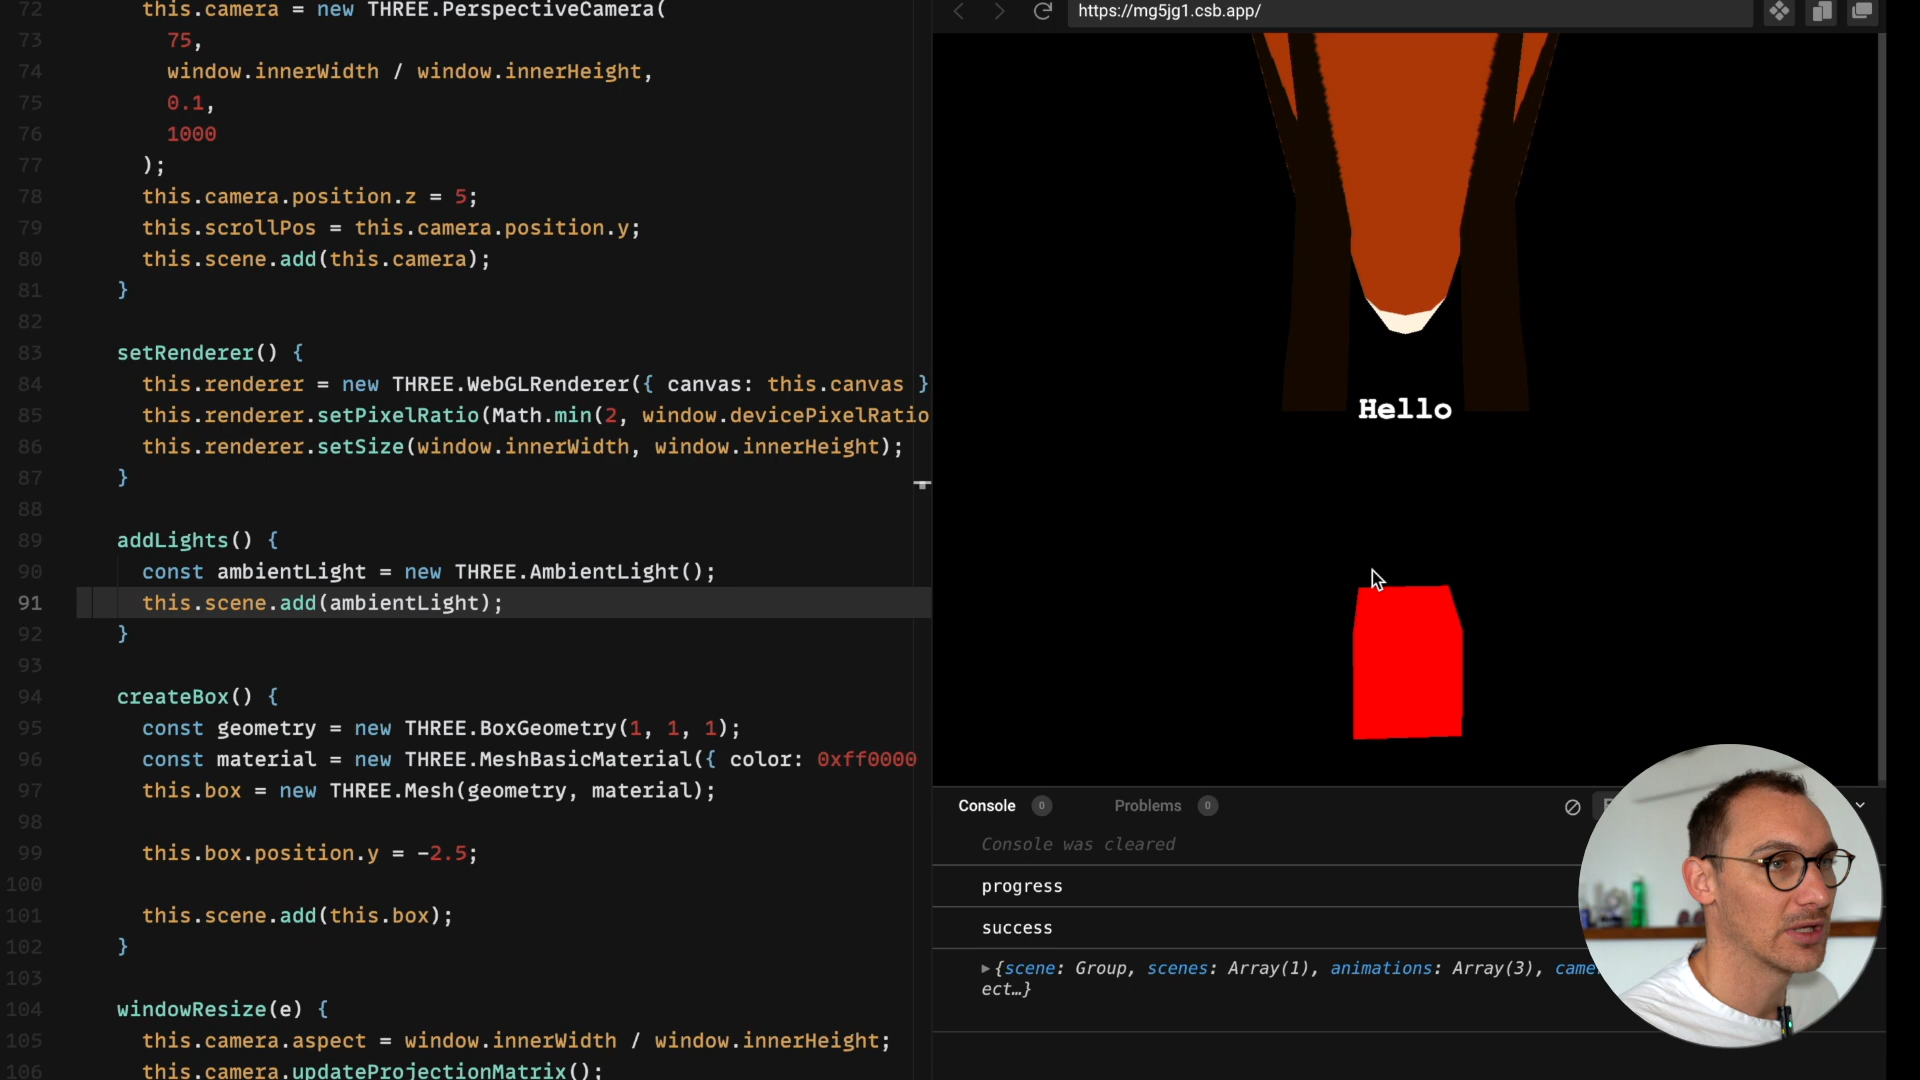 72 this.camera = new THREE.PerspectiveCamera(
73 75,
74 window.innerWidth / window.innerHeight,
75 0.1,
76 1000
77 );
78 this.camera.position.z = 5;
79 this.scrollPos = this.camera.position.y;
80 this.scene.add(this.camera);
81 }
82
83 setRenderer() {
84 this.renderer = new THREE.WebGLRenderer({ canvas: this.canvas }
85 this.renderer.setPixelRatio(Math.min(2, window.devicePixelRatio
86 this.renderer.setSize(window.innerWidth, window.innerHeight);
87 }
88
89 addLights() {
90 const ambientLight = new THREE.AmbientLight();
91 this.scene.add(ambientLight);
92 }
93
94 createBox() {
95 const geometry = new THREE.BoxGeometry(1, 1, 1);
96 const material = new THREE.MeshBasicMaterial({ color: 0xff0000
97 this.box = new THREE.Mesh(geometry, material);
98
99 this.box.position.y = -2.5;
100
101 this.scene.add(this.box);
102 }
103
104 windowResize(e) {
105 this.camera.aspect = window.innerWidth / window.innerHeight;
106 this.camera.updateProjectionMatrix();
https://mg5jg1.csb.app/
Hello
Console 0 Problems 0
Console was cleared
progress
success
▶{scene: Group, scenes: Array(1), animations: Array(3), came
ect…}